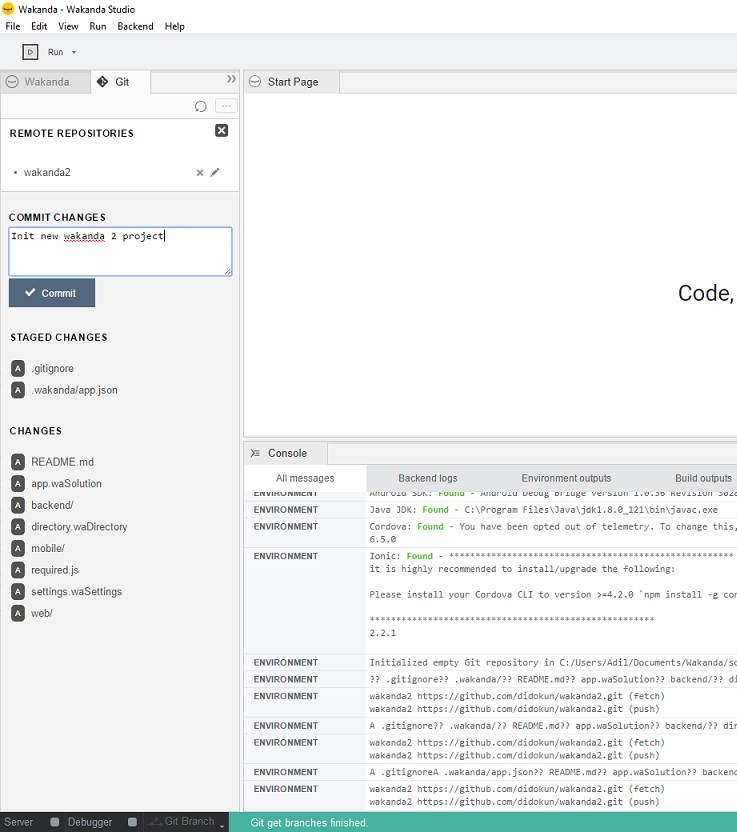 Wakanda - Wakanda Studio
File Edit View Run Backend Help
Run
Wakanda
Git
Start Page
REMOTE REPOSITORIES
wakanda2
COMMIT CHANGES
Init new wakanda 2 project
Commit
STAGED CHANGES
A .gitignore
A .wakanda/app.json
CHANGES
A README.md
A app.waSolution
A backend/
A directory.waDirectory
A mobile/
A required.js
A settings.waSettings
A web/
Code,
Console
All messages Backend logs Environment outputs Build outputs
ENVIRONMENT Android SDK: Found - Android Debug Bridge version 1.0.36 Revision 3028
ENVIRONMENT Java JDK: Found - C:\Program Files\Java\jdk1.8.0_121\bin\javac.exe
ENVIRONMENT Cordova: Found - You have been opted out of telemetry. To change this,
6.5.0
ENVIRONMENT Ionic: Found - ******************************************************
it is highly recommended to install/upgrade the following:
Please install your Cordova CLI to version >=4.2.0 `npm install -g cor
******************************************************
2.2.1
ENVIRONMENT Initialized empty Git repository in C:/Users/Adil/Documents/Wakanda/so
ENVIRONMENT ?? .gitignore?? .wakanda/?? README.md?? app.waSolution?? backend/?? di
ENVIRONMENT wakanda2 https://github.com/didokun/wakanda2.git (fetch)
wakanda2 https://github.com/didokun/wakanda2.git (push)
ENVIRONMENT A .gitignore?? .wakanda/?? README.md?? app.waSolution?? backend/?? dir
ENVIRONMENT wakanda2 https://github.com/didokun/wakanda2.git (fetch)
wakanda2 https://github.com/didokun/wakanda2.git (push)
ENVIRONMENT A .gitignoreA .wakanda/app.json?? README.md?? app.waSolution?? backend
ENVIRONMENT wakanda2 https://github.com/didokun/wakanda2.git (fetch)
wakanda2 https://github.com/didokun/wakanda2.git (push)
Server Debugger Git Branch Git get branches finished.